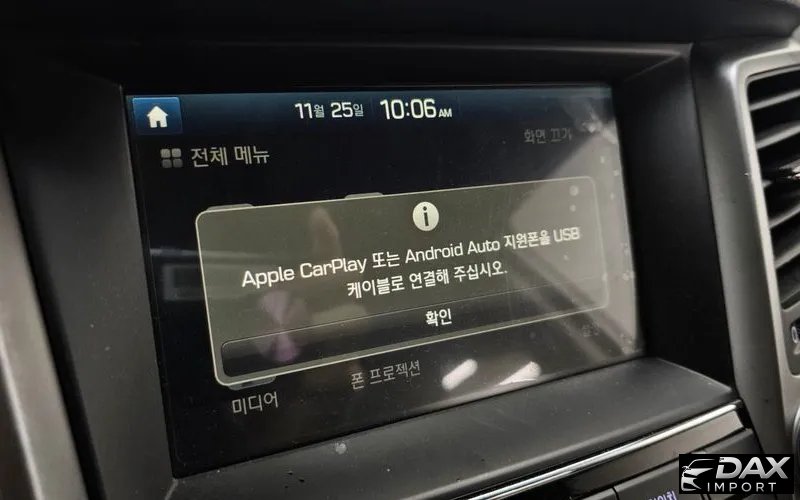 11월 25일 10:06 AM
화면 끄기
전체 메뉴
i
Apple CarPlay 또는 Android Auto 지원폰을 USB
케이블로 연결해 주십시오.
확인
미디어
폰 프로젝션
DAX
IMPORT